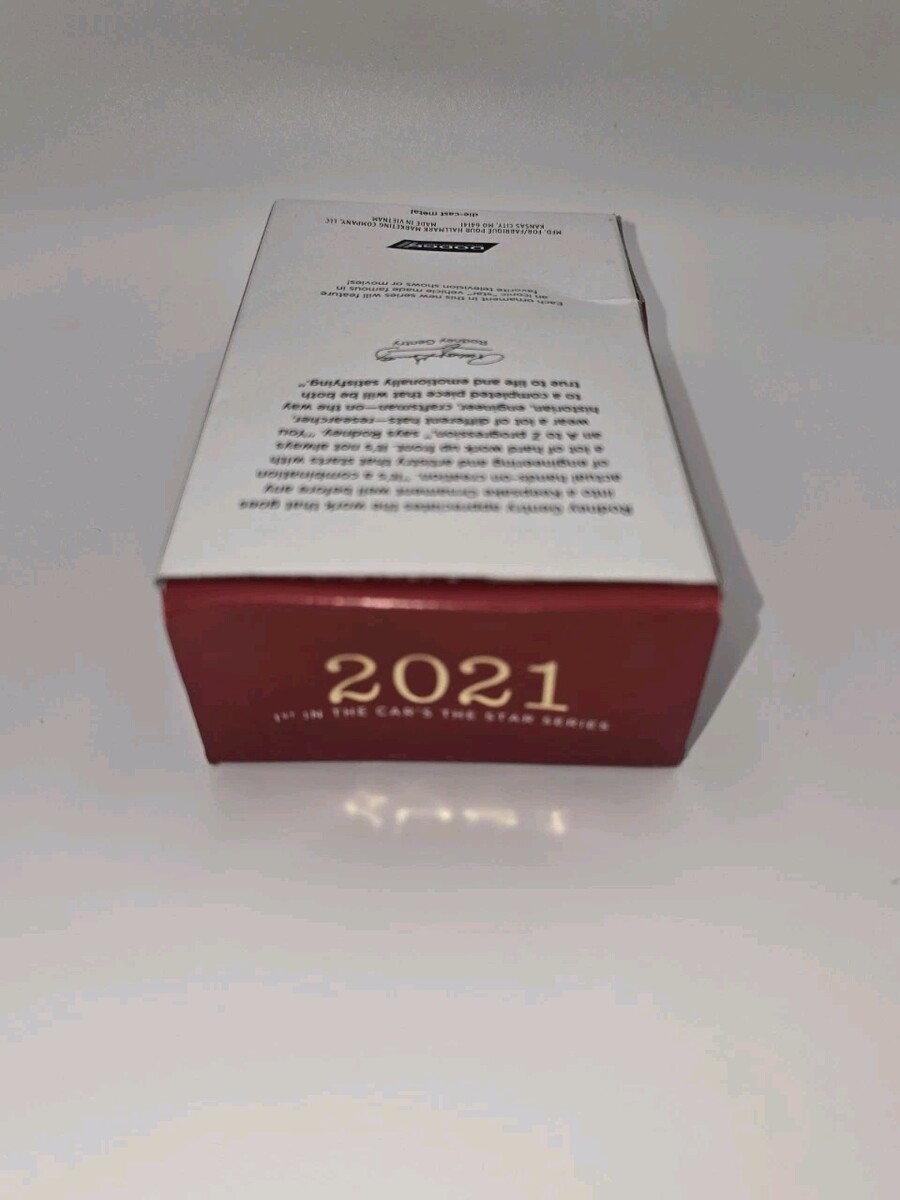 Rodney Gentry appreciates the work that goes
into a Keepsake Ornament well before any
actual hands-on creation. "It's a combination
of engineering and artistry that starts with
a lot of hard work up front. It's not always
an A to Z progression," says Rodney. "You
wear a lot of different hats—researcher,
historian, engineer, craftsman—on the way
to a completed piece that will be both
true to life and emotionally satisfying."
Rodney Gentry
Each ornament in this new series will feature
an iconic "star" vehicle made famous in
favorite television shows or movies!
DODGE
MFD. FOR/FABRIQUÉ POUR HALLMARK MARKETING COMPANY, LLC
KANSAS CITY, MO 64141 MADE IN VIETNAM
die-cast metal
2021
1st IN THE CAR'S THE STAR SERIES